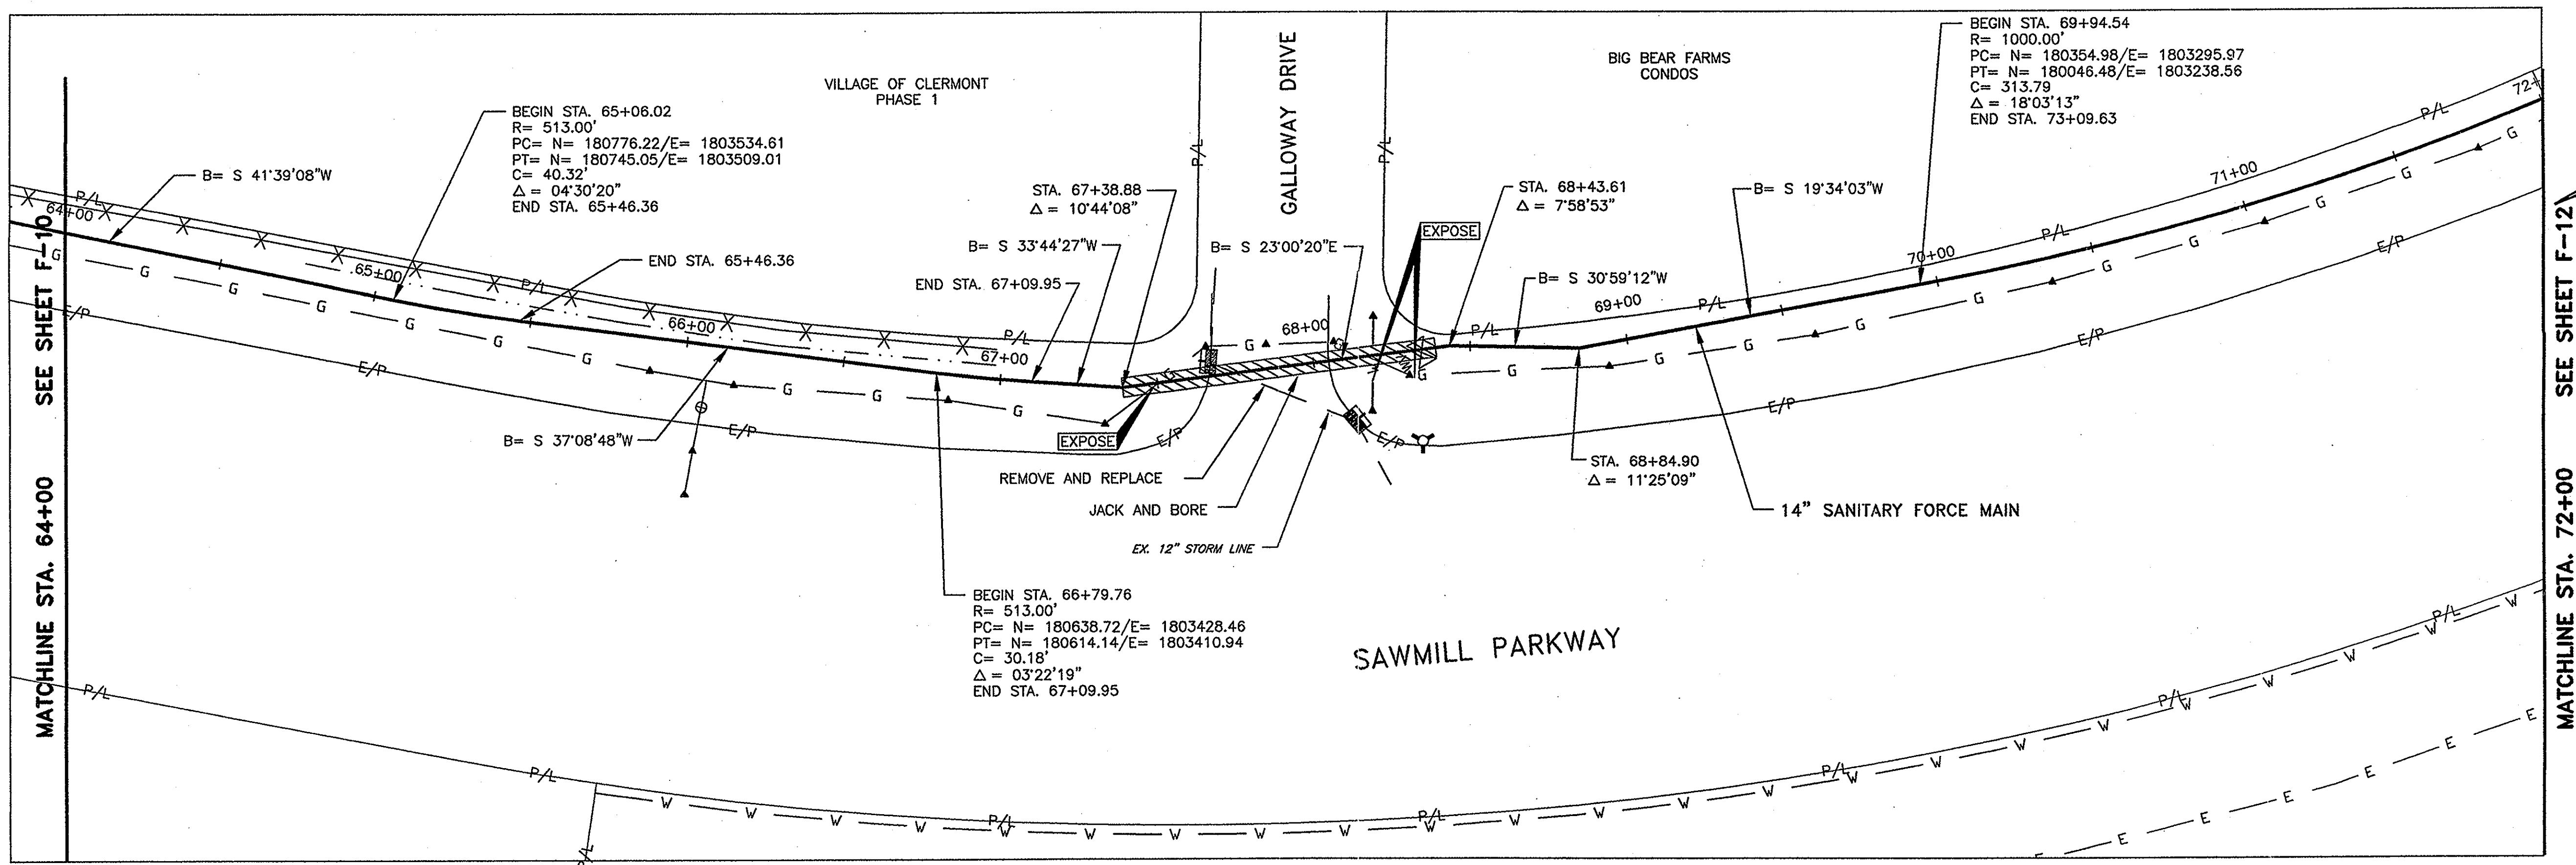 MATCHLINE STA. 64+00 SEE SHEET F-10
B= S 41°39'08"W
64+00
BEGIN STA. 65+06.02
R= 513.00'
PC= N= 180776.22/E= 1803534.61
PT= N= 180745.05/E= 1803509.01
C= 40.32'
Δ = 04°30'20"
END STA. 65+46.36
65+00
END STA. 65+46.36
66+00
B= S 37°08'48"W
VILLAGE OF CLERMONT
PHASE 1
STA. 67+38.88
Δ = 10°44'08"
B= S 33°44'27"W
END STA. 67+09.95
67+00
EXPOSE
REMOVE AND REPLACE
JACK AND BORE
EX. 12" STORM LINE
BEGIN STA. 66+79.76
R= 513.00'
PC= N= 180638.72/E= 1803428.46
PT= N= 180614.14/E= 1803410.94
C= 30.18'
Δ = 03°22'19"
END STA. 67+09.95
GALLOWAY DRIVE
B= S 23°00'20"E
68+00
EXPOSE
STA. 68+43.61
Δ = 7°58'53"
B= S 30°59'12"W
69+00
STA. 68+84.90
Δ = 11°25'09"
BIG BEAR FARMS
CONDOS
B= S 19°34'03"W
70+00
14" SANITARY FORCE MAIN
BEGIN STA. 69+94.54
R= 1000.00'
PC= N= 180354.98/E= 1803295.97
PT= N= 180046.48/E= 1803238.56
C= 313.79
Δ = 18°03'13"
END STA. 73+09.63
71+00
72+
SAWMILL PARKWAY
P/L
P/L
P/L
P/L
P/L
P/L
P/L
P/L
P/L
P/L
E/P
E/P
E/P
E/P
E/P
E/P
E/P
P/L
P/L
P/L
P/L
P/L
P/L
P/L
G G G G G G G G G G
G G G G G G G G G G G
W W W W W W W W W W W W W W W W W W W W W W W
E E E E E E
MATCHLINE STA. 72+00 SEE SHEET F-12